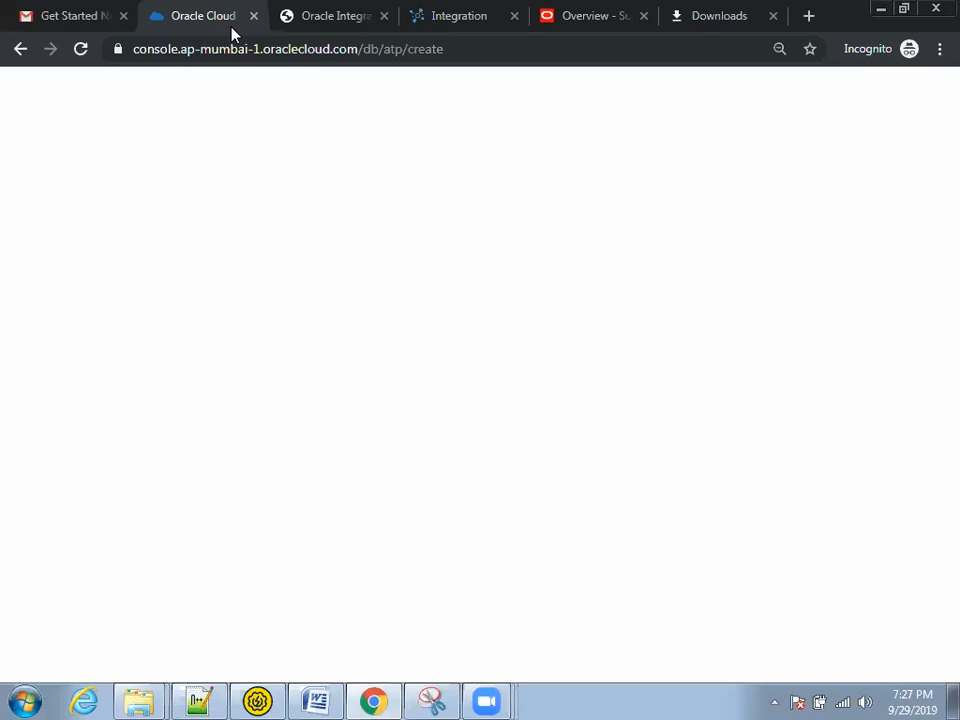 Get Started N
Oracle Cloud
Oracle Integra
Integration
Overview - Su
Downloads
console.ap-mumbai-1.oraclecloud.com/db/atp/create
Incognito
7:27 PM
9/29/2019